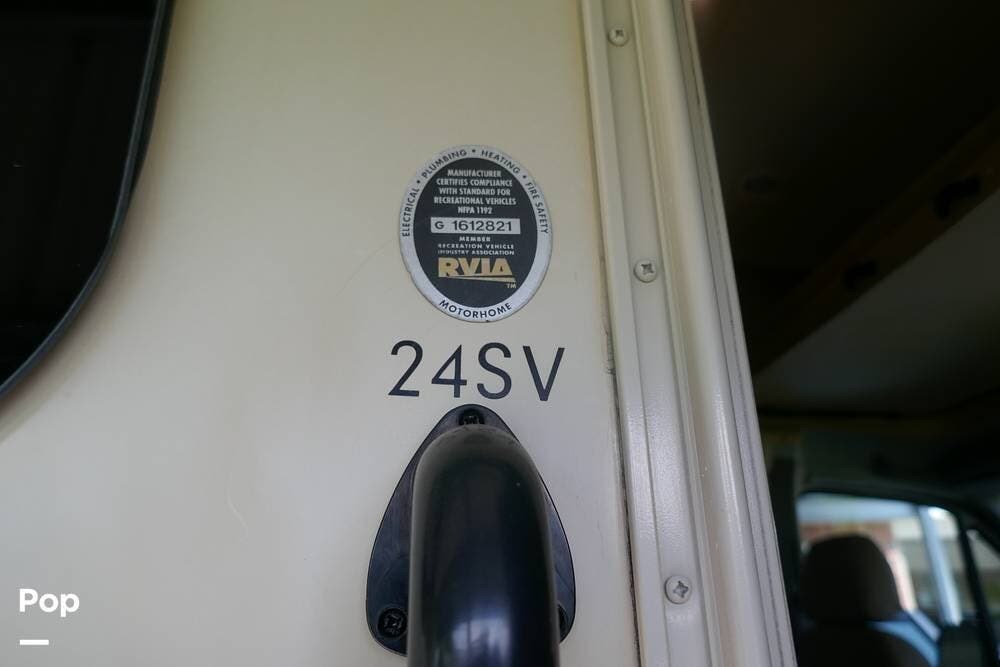 ELECTRICAL • PLUMBING • HEATING • FIRE SAFETY
MANUFACTURER
CERTIFIES COMPLIANCE
WITH STANDARD FOR
RECREATIONAL VEHICLES
NFPA 1192
G 1612821
MEMBER
RECREATION VEHICLE
INDUSTRY ASSOCIATION
RVIA
TM
MOTORHOME
24SV
Pop